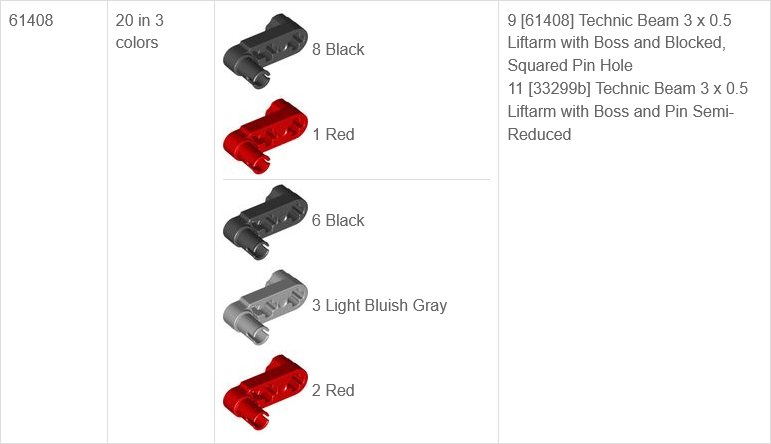 61408
20 in 3
colors
8 Black
1 Red
6 Black
3 Light Bluish Gray
2 Red
9 [61408] Technic Beam 3 x 0.5
Liftarm with Boss and Blocked,
Squared Pin Hole
11 [33299b] Technic Beam 3 x 0.5
Liftarm with Boss and Pin Semi-
Reduced